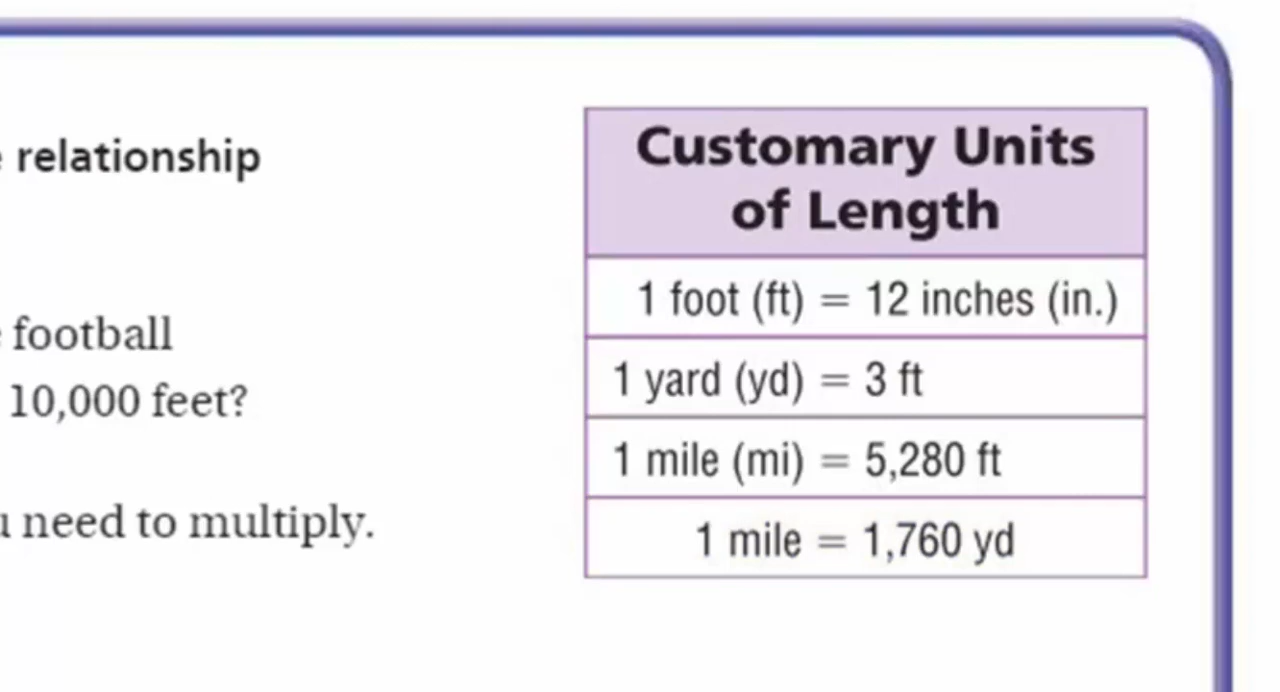 relationship
football
10,000 feet?
need to multiply.
Customary Units
of Length
1 foot (ft) = 12 inches (in.)
1 yard (yd) = 3 ft
1 mile (mi) = 5,280 ft
1 mile = 1,760 yd